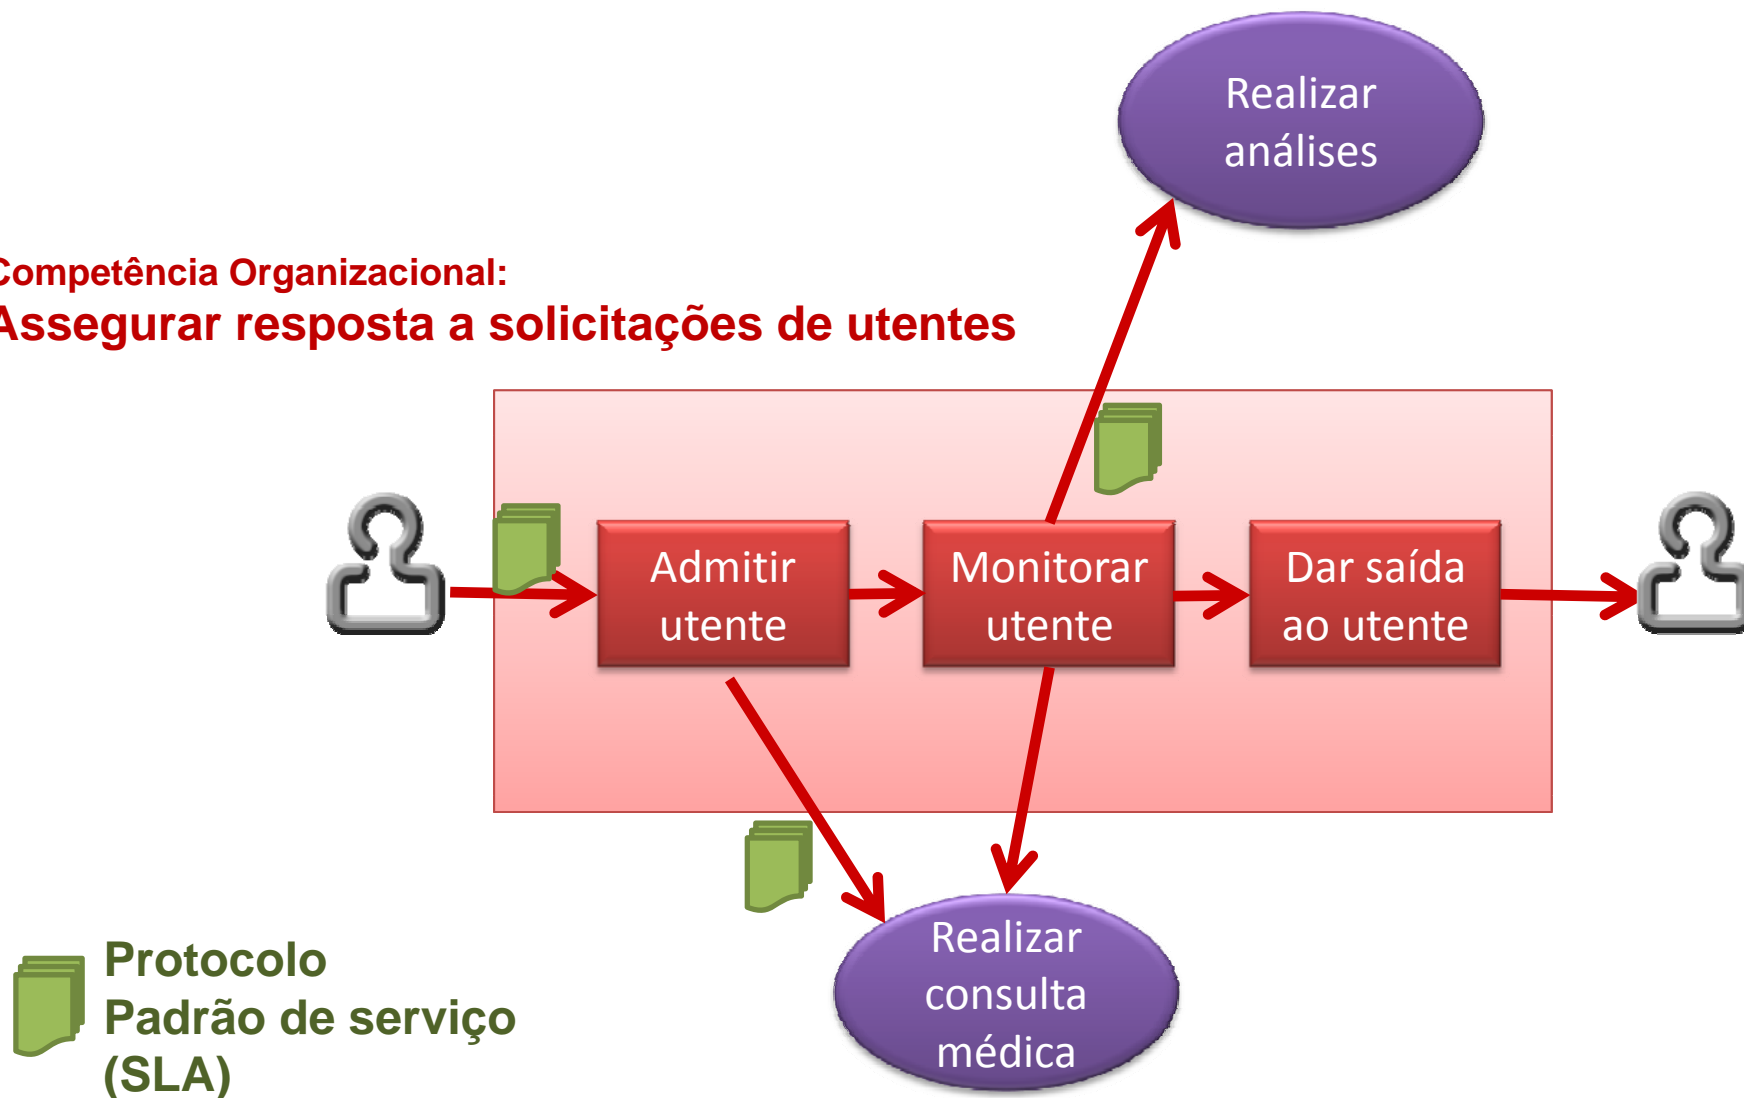 Realizar
análises
Competência Organizacional:
Assegurar resposta a solicitações de utentes
Admitir
utente
Monitorar
utente
Dar saída
ao utente
Realizar
consulta
médica
Protocolo
Padrão de serviço
(SLA)